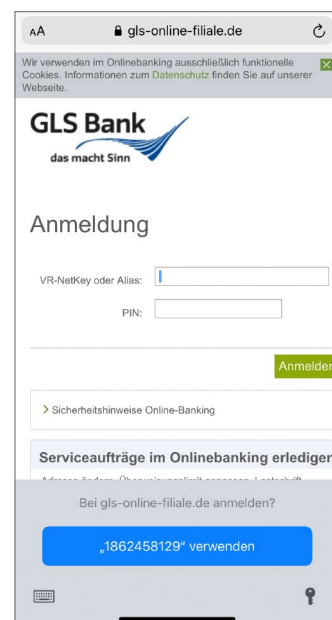 AA gls-online-filiale.de
Wir verwenden im Onlinebanking ausschließlich funktionelle
Cookies. Informationen zum Datenschutz finden Sie auf unserer
Webseite.
GLS Bank
das macht Sinn
Anmeldung
VR-NetKey oder Alias:
PIN:
Anmelden
Sicherheitshinweise Online-Banking
Serviceaufträge im Onlinebanking erledigen
Bei gls-online-filiale.de anmelden?
„1862458129“ verwenden